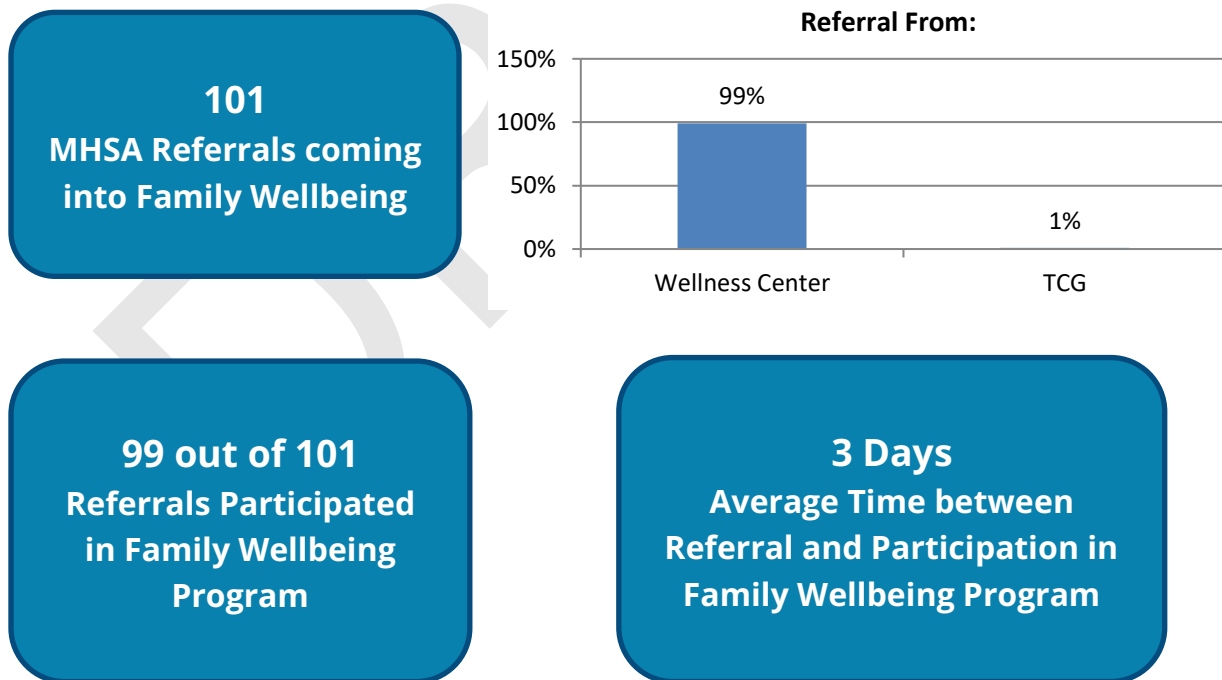 101
MHSA Referrals coming
into Family Wellbeing
Referral From:
150%
100%
50%
0%
99%
1%
Wellness Center
TCG
99 out of 101
Referrals Participated
in Family Wellbeing
Program
3 Days
Average Time between
Referral and Participation in
Family Wellbeing Program